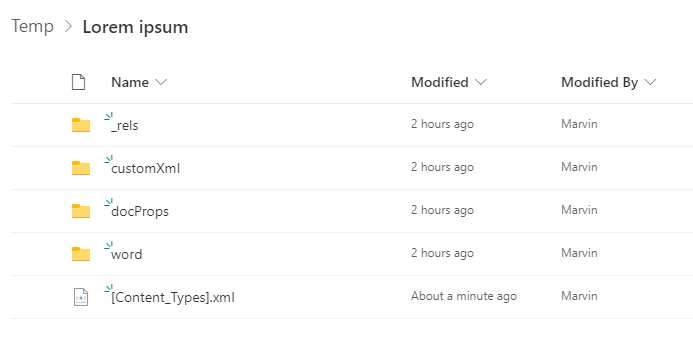 Temp > Lorem ipsum
Name Modified Modified By
_rels 2 hours ago Marvin
customXml 2 hours ago Marvin
docProps 2 hours ago Marvin
word 2 hours ago Marvin
[Content_Types].xml About a minute ago Marvin